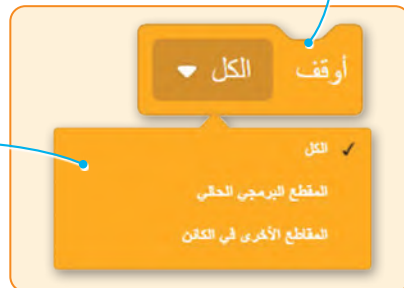 أوقف الكل
الكل
المقطع البرمجي الحالي
المقاطع الأخرى في الكائن